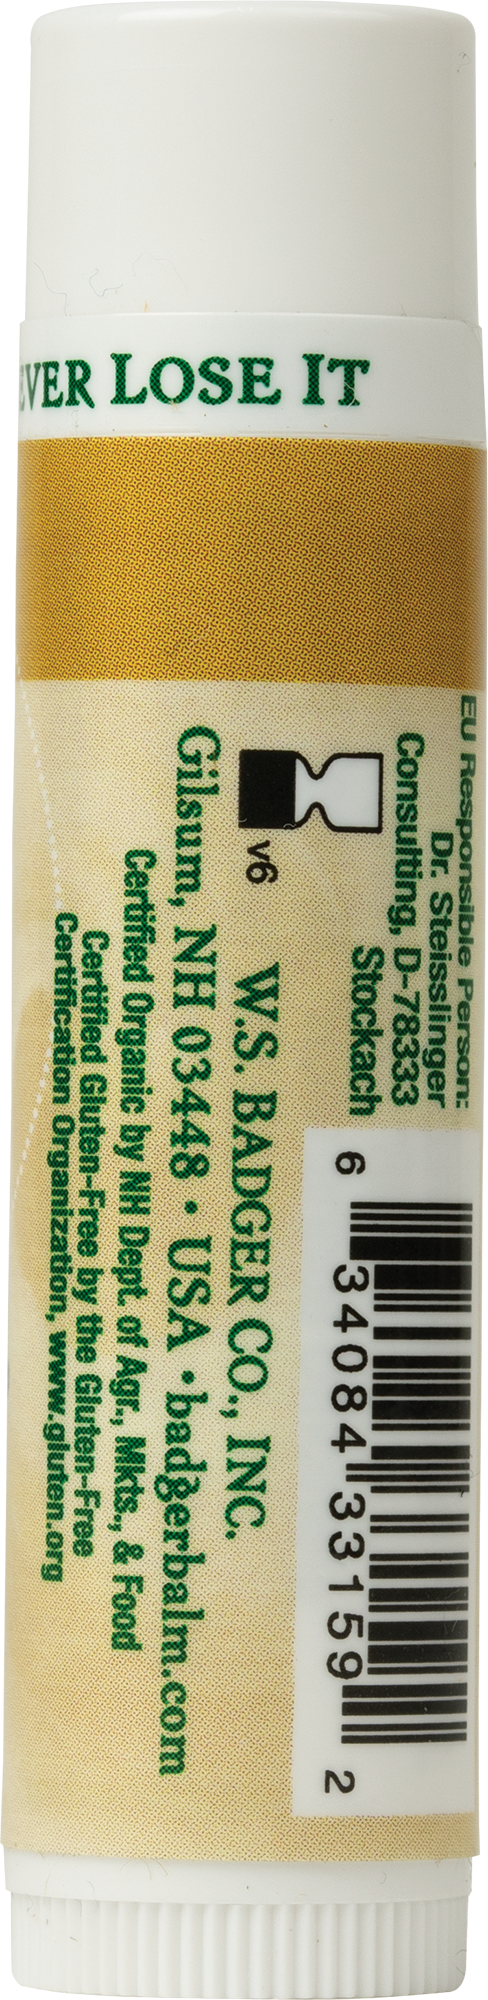 LOSE IT
EU Responsible Person:
Dr. Steisslinger
Consulting, D-78333
Stockach
v6
6 34084 33159 2
W.S. BADGER CO., INC.
Gilsum, NH 03448 • USA • badgerbalm.com
Certified Organic by NH Dept. of Agr., Mkts., & Food
Certified Gluten-Free by the Gluten-Free
Certification Organization, www.gluten.org